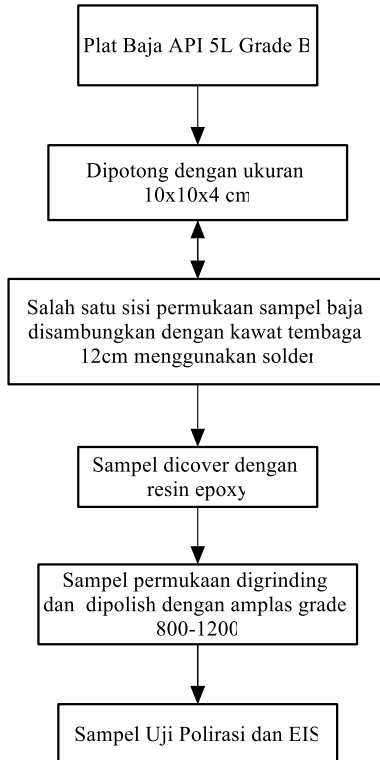 Plat Baja API 5L Grade B
Dipotong dengan ukuran
10x10x4 cm
Salah satu sisi permukaan sampel baja
disambungkan dengan kawat tembaga
12cm menggunakan solder
Sampel dicover dengan
resin epoxy
Sampel permukaan digrinding
dan dipolish dengan amplas grade
800-1200
Sampel Uji Polirasi dan EIS